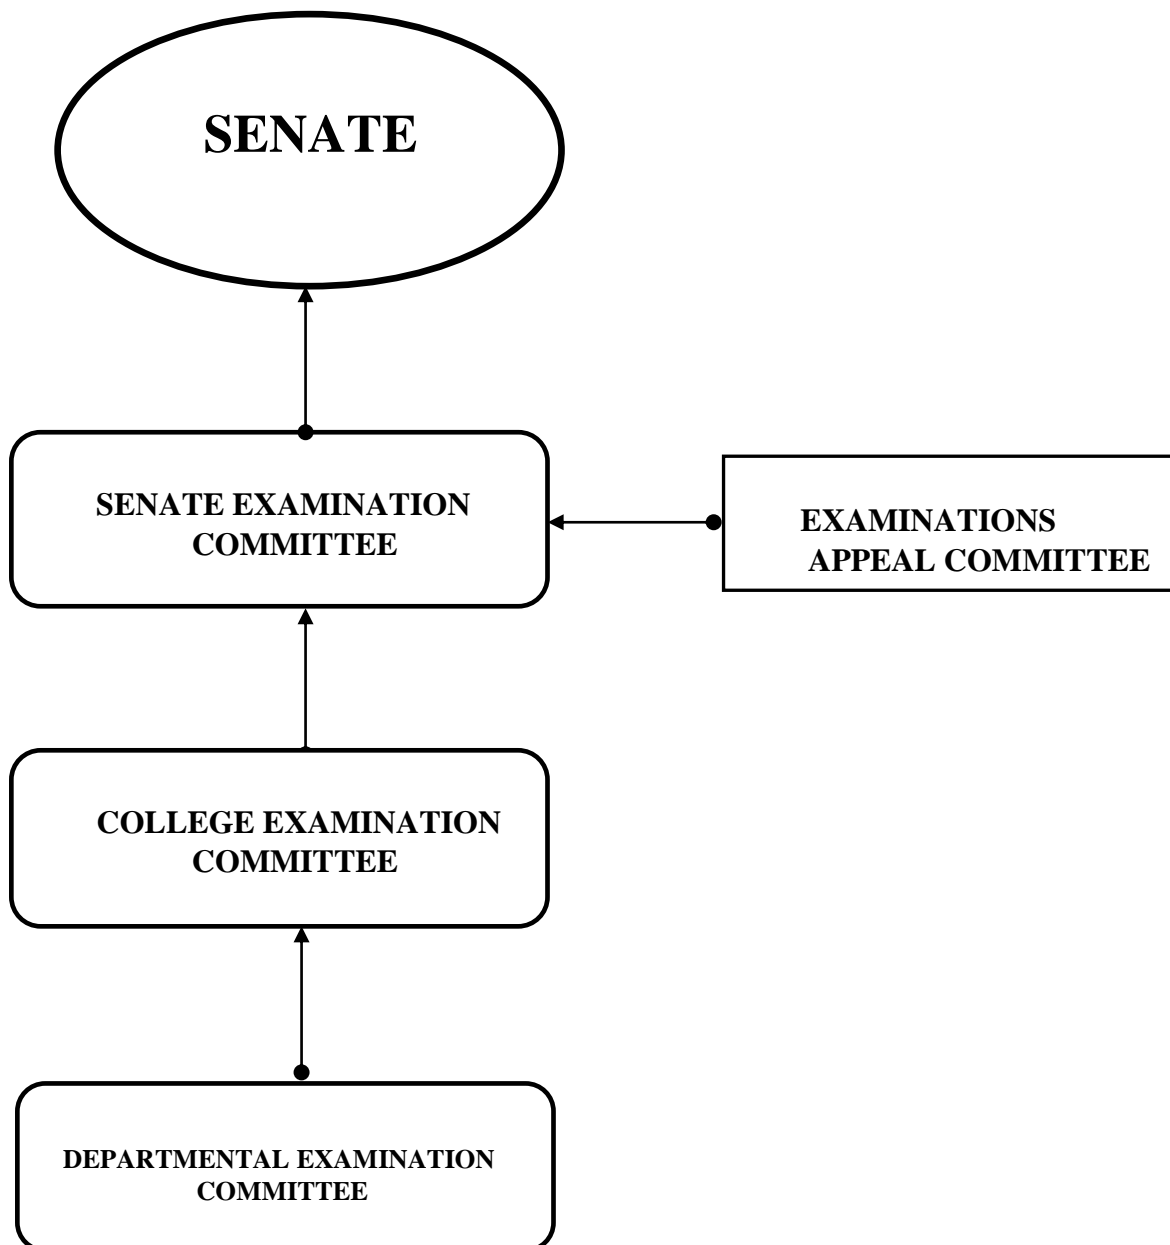 SENATE
SENATE EXAMINATION
COMMITTEE
EXAMINATIONS
APPEAL COMMITTEE
COLLEGE EXAMINATION
COMMITTEE
DEPARTMENTAL EXAMINATION
COMMITTEE